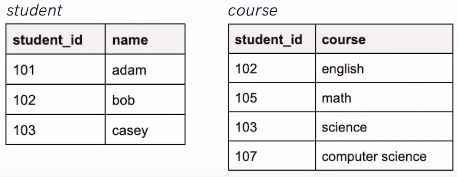 student
student_id name
101 adam
102 bob
103 casey
course
student_id course
102 english
105 math
103 science
107 computer science